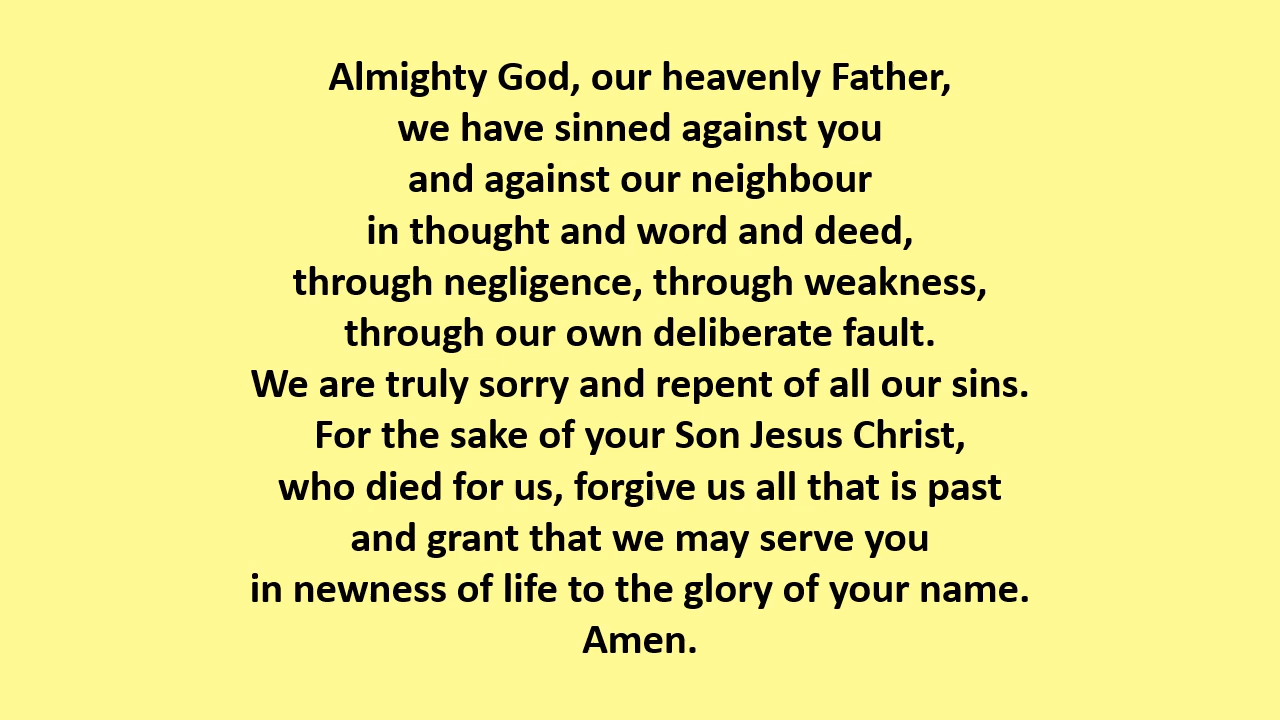 Almighty God, our heavenly Father,
we have sinned against you
and against our neighbour
in thought and word and deed,
through negligence, through weakness,
through our own deliberate fault.
We are truly sorry and repent of all our sins.
For the sake of your Son Jesus Christ,
who died for us, forgive us all that is past
and grant that we may serve you
in newness of life to the glory of your name.
Amen.